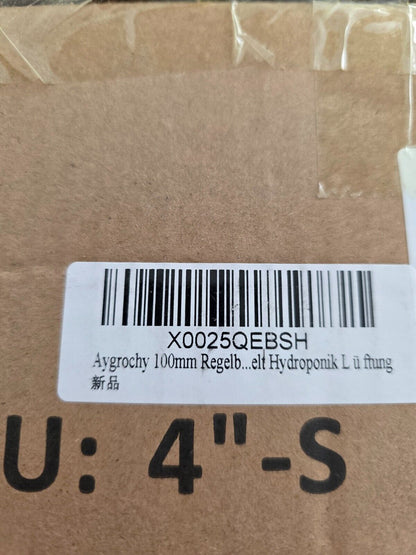 X0025QEBSH
Aygrochy 100mm Regelb...elt Hydroponik L ü ftung
新品
U: 4"-S